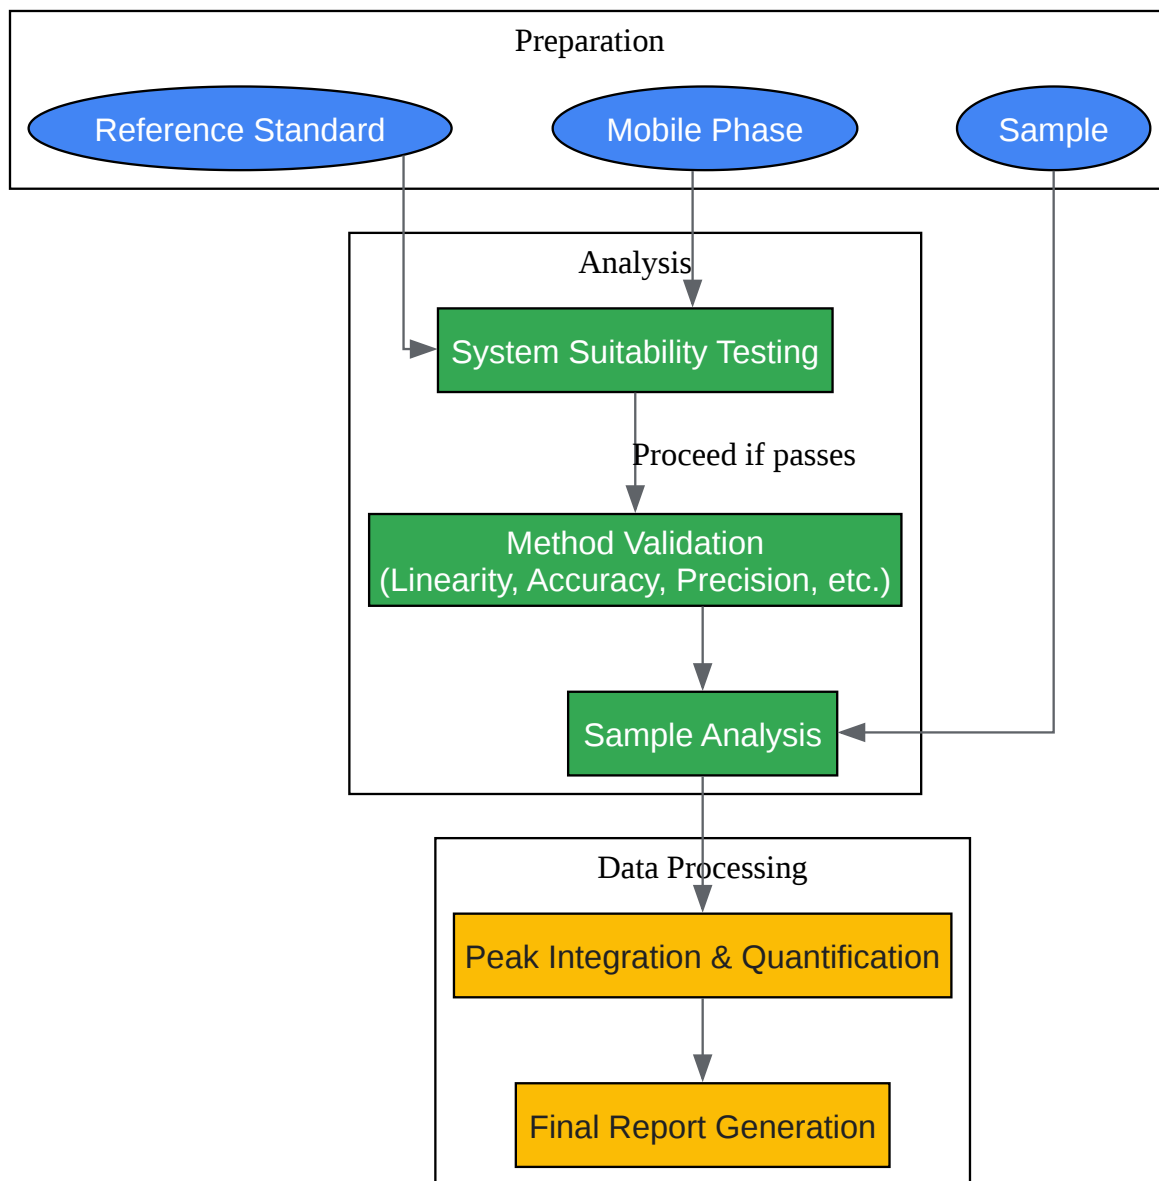 Preparation
Reference Standard
Mobile Phase
Sample
Analysis
System Suitability Testing
Proceed if passes
Method Validation
(Linearity, Accuracy, Precision, etc.)
Sample Analysis
Data Processing
Peak Integration & Quantification
Final Report Generation